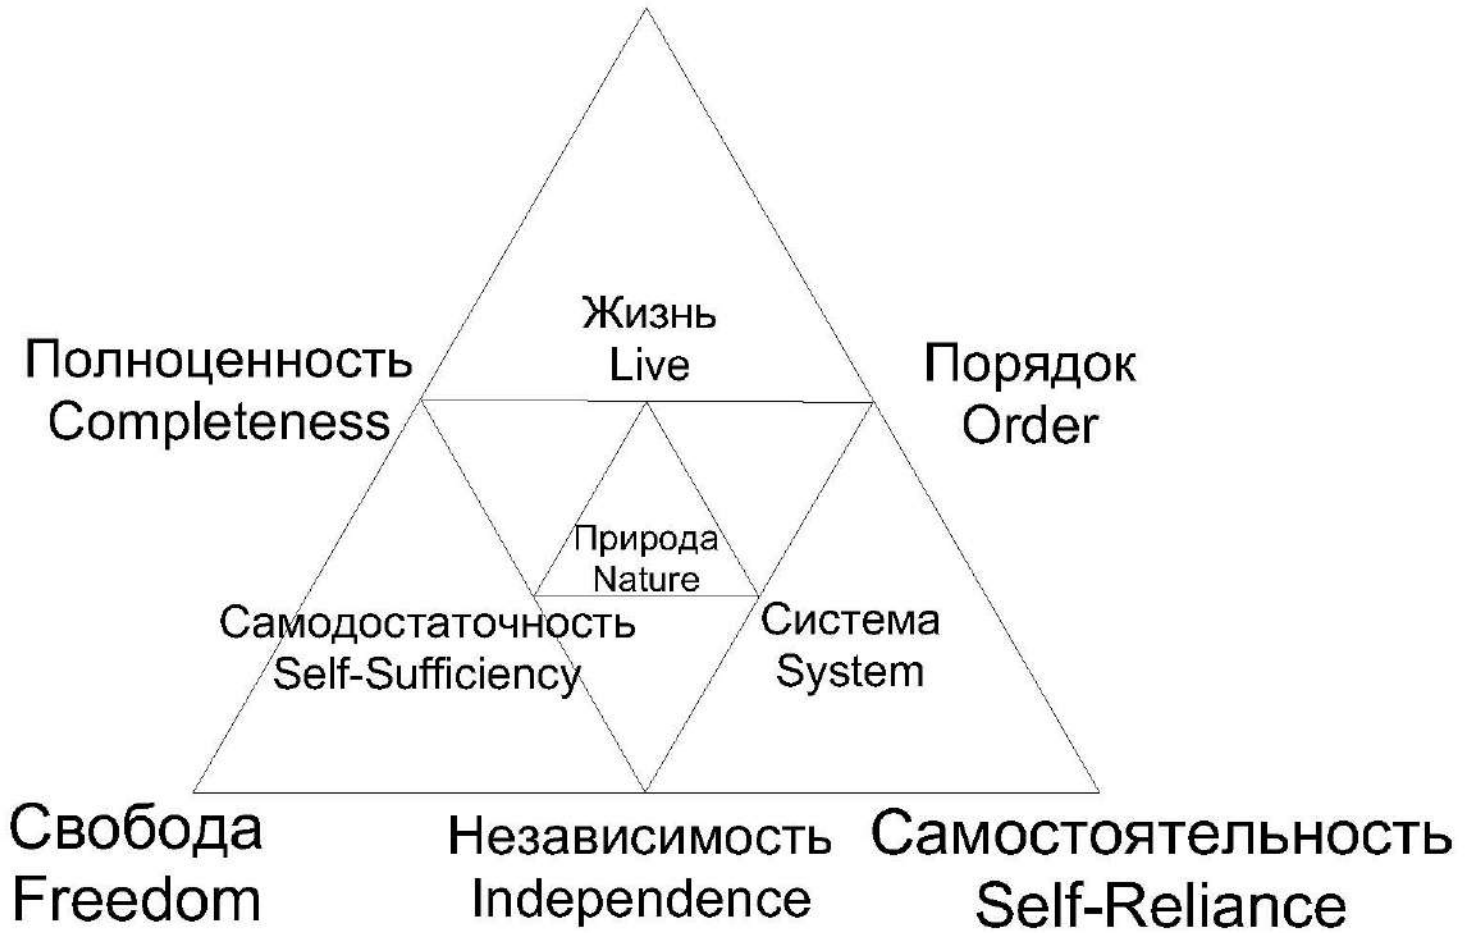 Жизнь
Live
Полноценность
Completeness
Порядок
Order
Природа
Nature
Самодостаточность
Self-Sufficiency
Система
System
Свобода
Freedom
Независимость
Independence
Самостоятельность
Self-Reliance